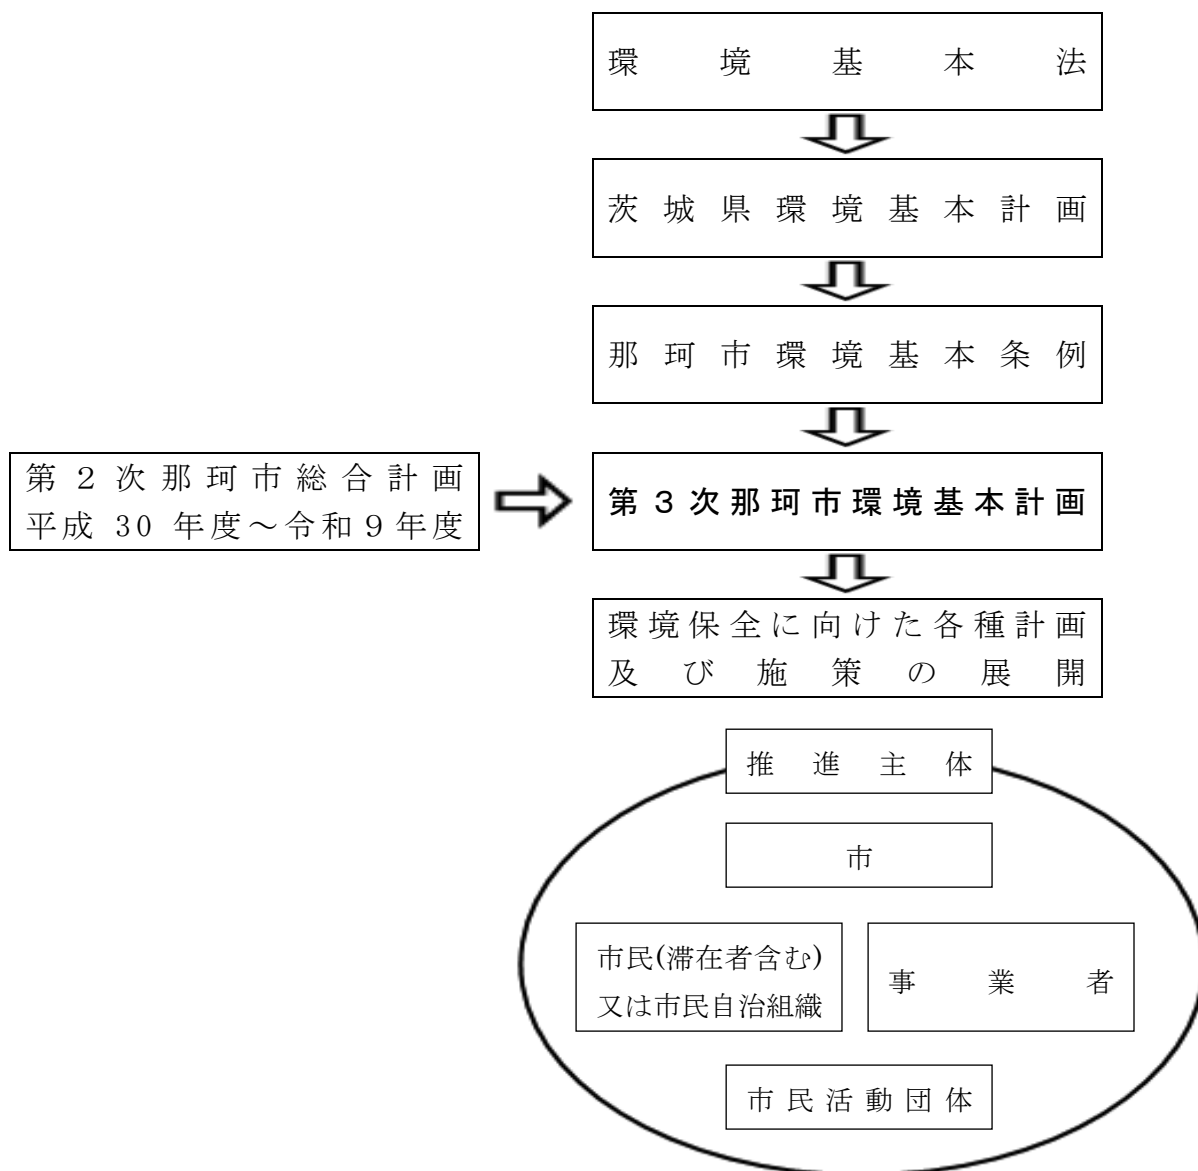 環境基本法
茨城県環境基本計画
那珂市環境基本条例
第２次那珂市総合計画
平成 30 年度～令和９年度
第３次那珂市環境基本計画
環境保全に向けた各種計画
及び施策の展開
推進主体
市
市民(滞在者含む)
又は市民自治組織
事業者
市民活動団体